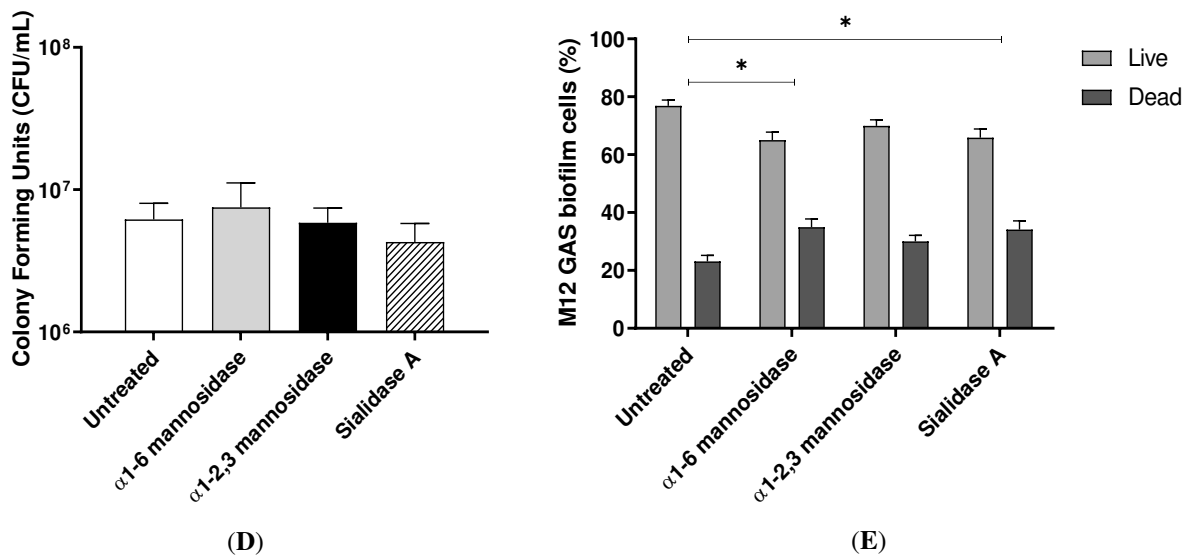 Colony Forming Units (CFU/mL)
10⁸
10⁷
10⁶
Untreated
α1-6 mannosidase
α1-2,3 mannosidase
Sialidase A
(D)
M12 GAS biofilm cells (%)
100
80
60
40
20
0
*
*
Live
Dead
Untreated
α1-6 mannosidase
α1-2,3 mannosidase
Sialidase A
(E)